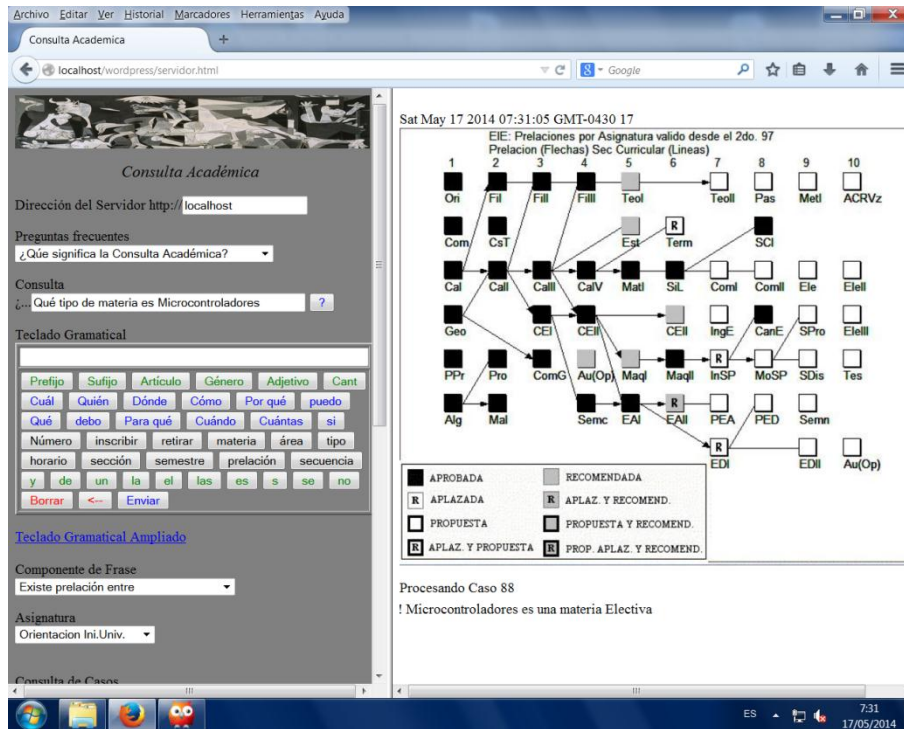 Archivo Editar Ver Historial Marcadores Herramientas Ayuda
Consulta Academica +
localhost/wordpress/servidor.html
Google
Consulta Académica
Dirección del Servidor http:// localhost
Preguntas frecuentes
¿Qúe significa la Consulta Académica?
Consulta
¿... Qué tipo de materia es Microcontroladores ?
Teclado Gramatical
Prefijo Sufijo Artículo Género Adjetivo Cant
Cuál Quién Dónde Cómo Por qué puedo
Qué debo Para qué Cuándo Cuántas si
Número inscribir retirar materia área tipo
horario sección semestre prelación secuencia
y de un la el las es s se no
Borrar <-- Enviar
Teclado Gramatical Ampliado
Componente de Frase
Existe prelación entre
Asignatura
Orientacion Ini.Univ.
Consulta de Casos
Sat May 17 2014 07:31:05 GMT-0430 17
EIE: Prelaciones por Asignatura valido desde el 2do. 97
Prelacion (Flechas) Sec Curricular (Lineas)
1 2 3 4 5 6 7 8 9 10
Ori FiI FiII FiIII TeoI TeoII Pas MetI ACRVz
R
Com CsT Est Term SCI
CaI CaII CaIII CaIV MatI SiL ComI ComII Ele EleII
Geo CEI CEII CEII IngE CanE SPro EleIII
R
PPr Pro ComG Au(Op) MaqI MaqII InSP MoSP SDis Tes
R
Alg Mal Semc EAI EAII PEA PED Semn
R
EDI EDII Au(Op)
APROBADA RECOMENDADA
R APLAZADA R APLAZ. Y RECOMEND.
PROPUESTA PROPUESTA Y RECOMEND.
R APLAZ. Y PROPUESTA R PROP. APLAZ. Y RECOMEND.
Procesando Caso 88
! Microcontroladores es una materia Electiva
ES 7:31
17/05/2014